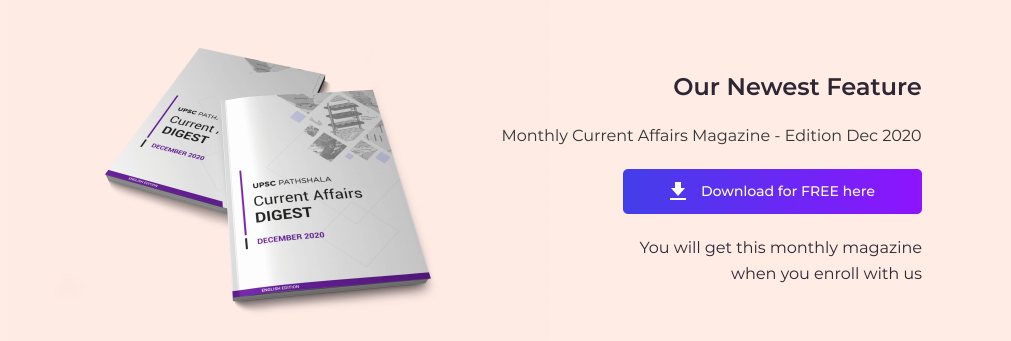 UPSC PATH
Current
DIGEST
DECEMBER 2020
ENGLISH EDITION
UPSC PATHSHALA
Current Affairs
DIGEST
DECEMBER 2020
ENGLISH EDITION
Our Newest Feature
Monthly Current Affairs Magazine - Edition Dec 2020
Download for FREE here
You will get this monthly magazine
when you enroll with us